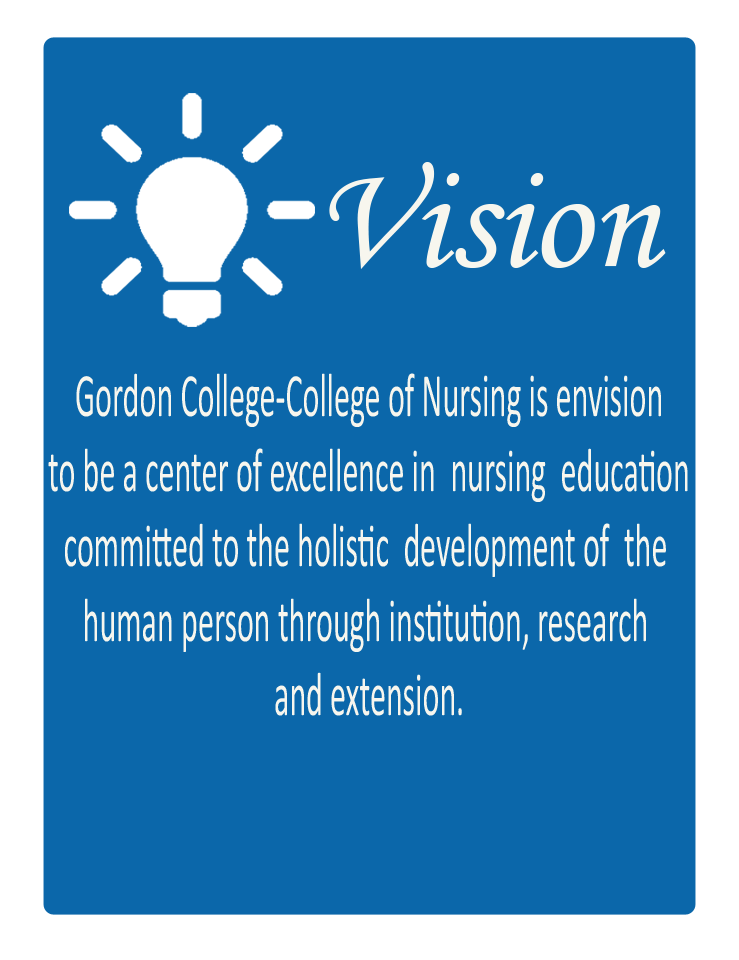 Vision
Gordon College-College of Nursing is envision
to be a center of excellence in nursing education
committed to the holistic development of the
human person through institution, research
and extension.